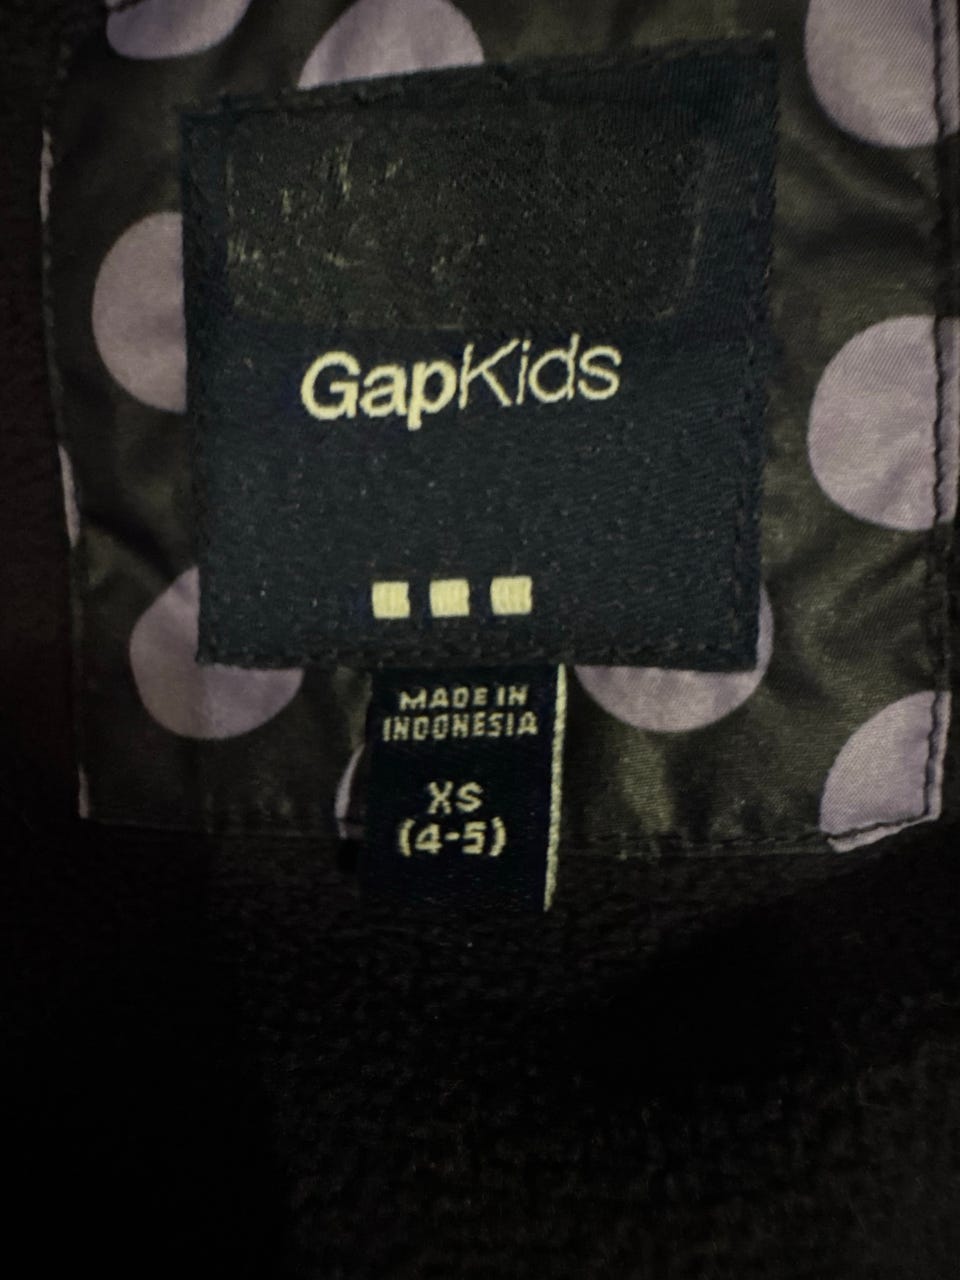 GapKids
MADE IN
INDONESIA
XS
(4-5)